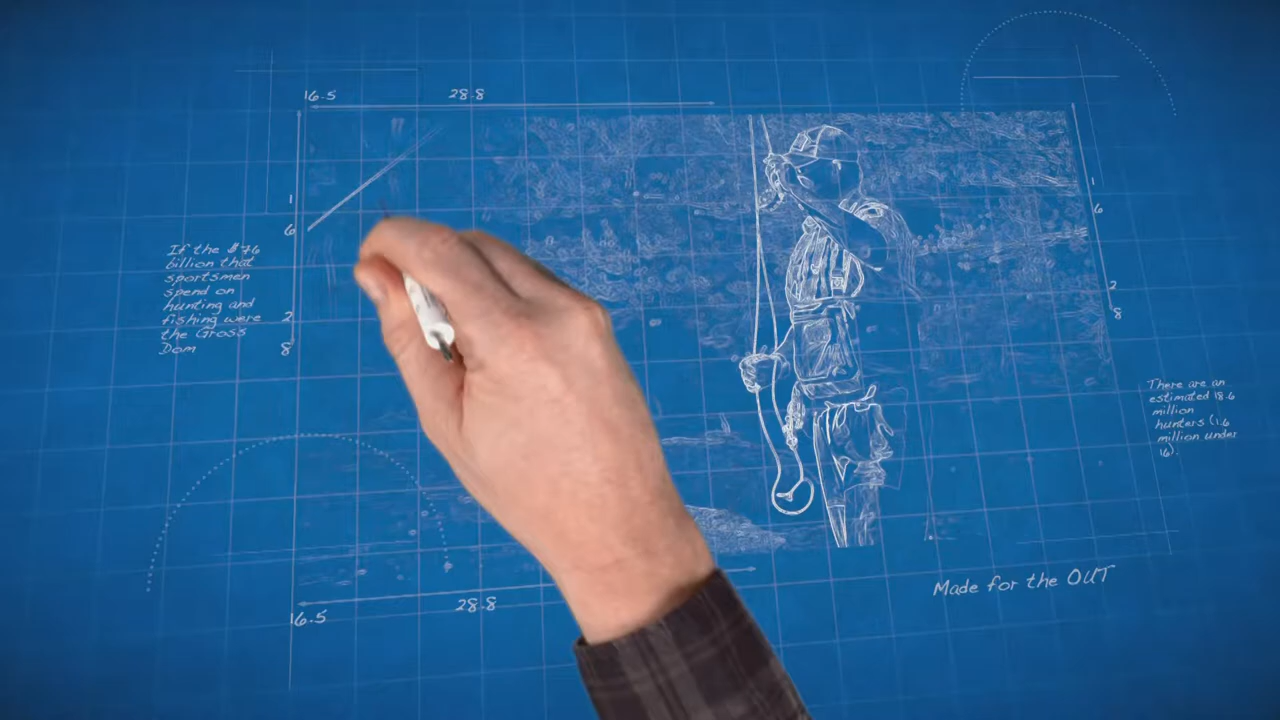 16.5
28.8
1
6
2
8
If the $76
billion that
sportsmen
spend on
hunting and
fishing were
the Gross
Dom
1
6
2
8
There are an
estimated 18.6
million
hunters (1.6
million under
16).
Made for the OUT
16.5
28.8